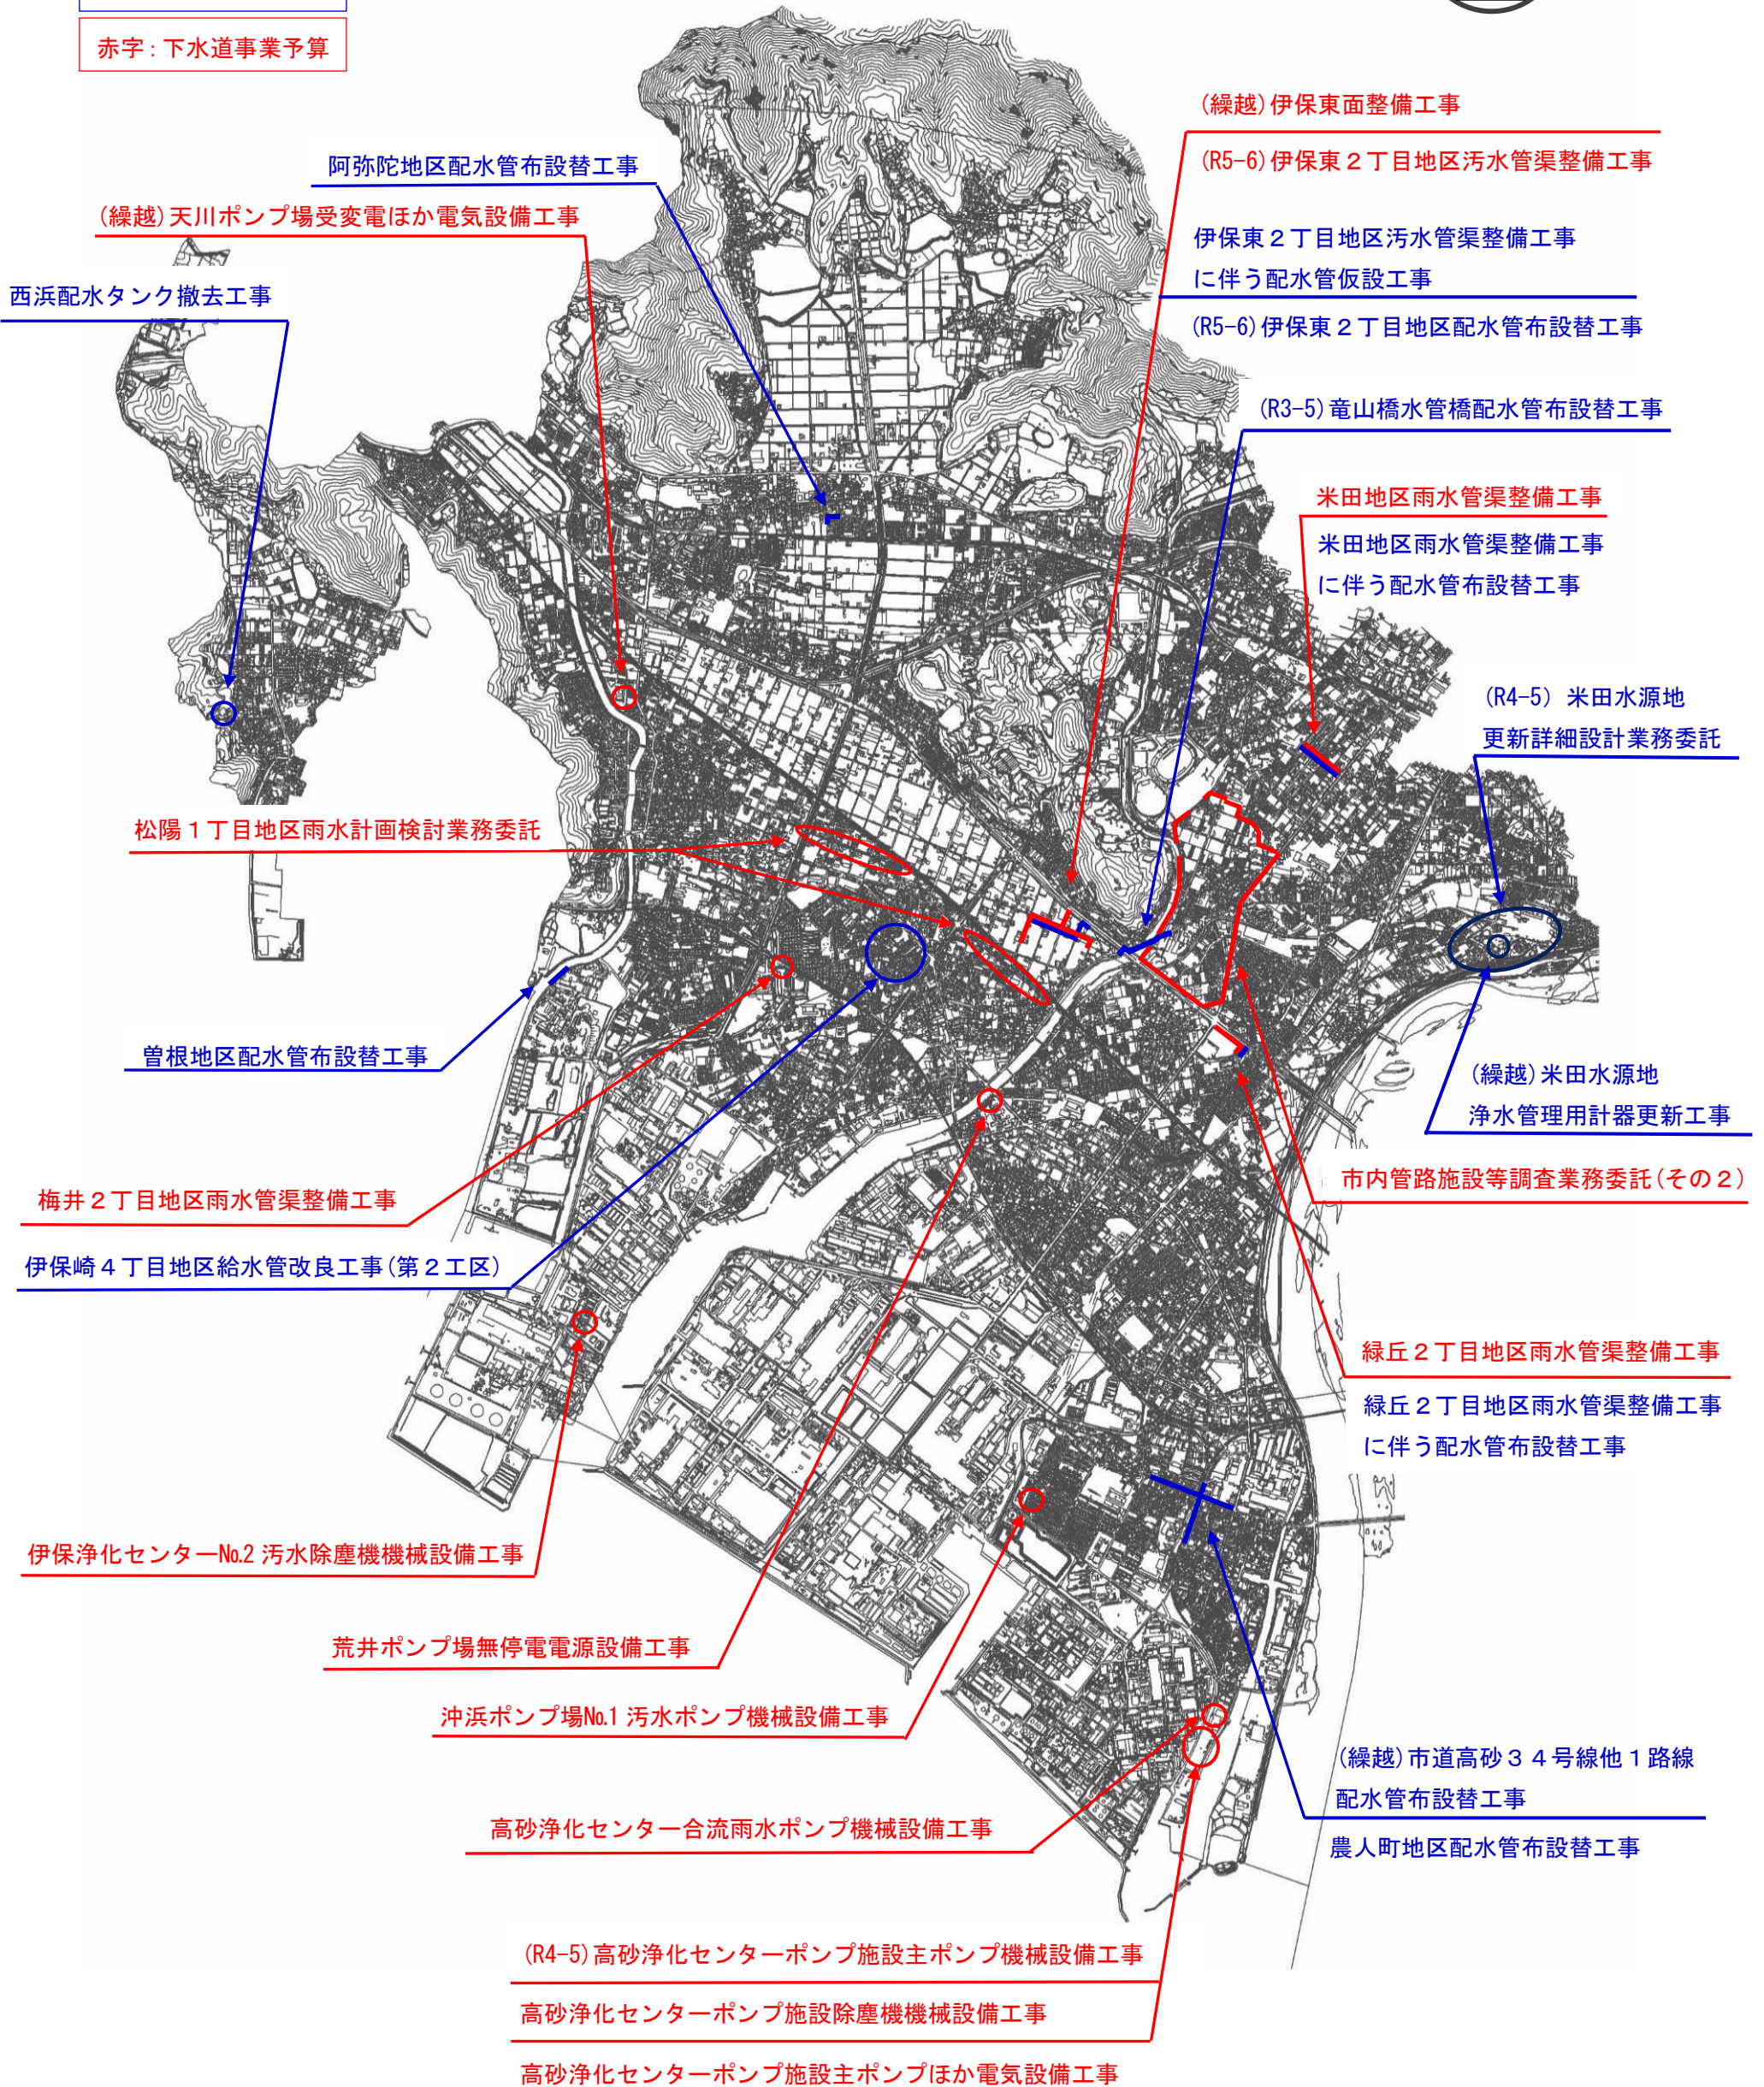 赤字：下水道事業予算
(繰越)伊保東面整備工事
(R5-6)伊保東２丁目地区汚水管渠整備工事
阿弥陀地区配水管布設替工事
(繰越)天川ポンプ場受変電ほか電気設備工事
伊保東２丁目地区汚水管渠整備工事
に伴う配水管仮設工事
(R5-6)伊保東２丁目地区配水管布設替工事
西浜配水タンク撤去工事
(R3-5)竜山橋水管橋配水管布設替工事
米田地区雨水管渠整備工事
米田地区雨水管渠整備工事
に伴う配水管布設替工事
(R4-5) 米田水源地
更新詳細設計業務委託
松陽１丁目地区雨水計画検討業務委託
曽根地区配水管布設替工事
(繰越)米田水源地
浄水管理用計器更新工事
市内管路施設等調査業務委託(その２)
梅井２丁目地区雨水管渠整備工事
伊保崎４丁目地区給水管改良工事(第２工区)
緑丘２丁目地区雨水管渠整備工事
緑丘２丁目地区雨水管渠整備工事
に伴う配水管布設替工事
伊保浄化センター№2 汚水除塵機機械設備工事
荒井ポンプ場無停電電源設備工事
沖浜ポンプ場№1 汚水ポンプ機械設備工事
(繰越)市道高砂３４号線他１路線
配水管布設替工事
農人町地区配水管布設替工事
高砂浄化センター合流雨水ポンプ機械設備工事
(R4-5)高砂浄化センターポンプ施設主ポンプ機械設備工事
高砂浄化センターポンプ施設除塵機機械設備工事
高砂浄化センターポンプ施設主ポンプほか電気設備工事